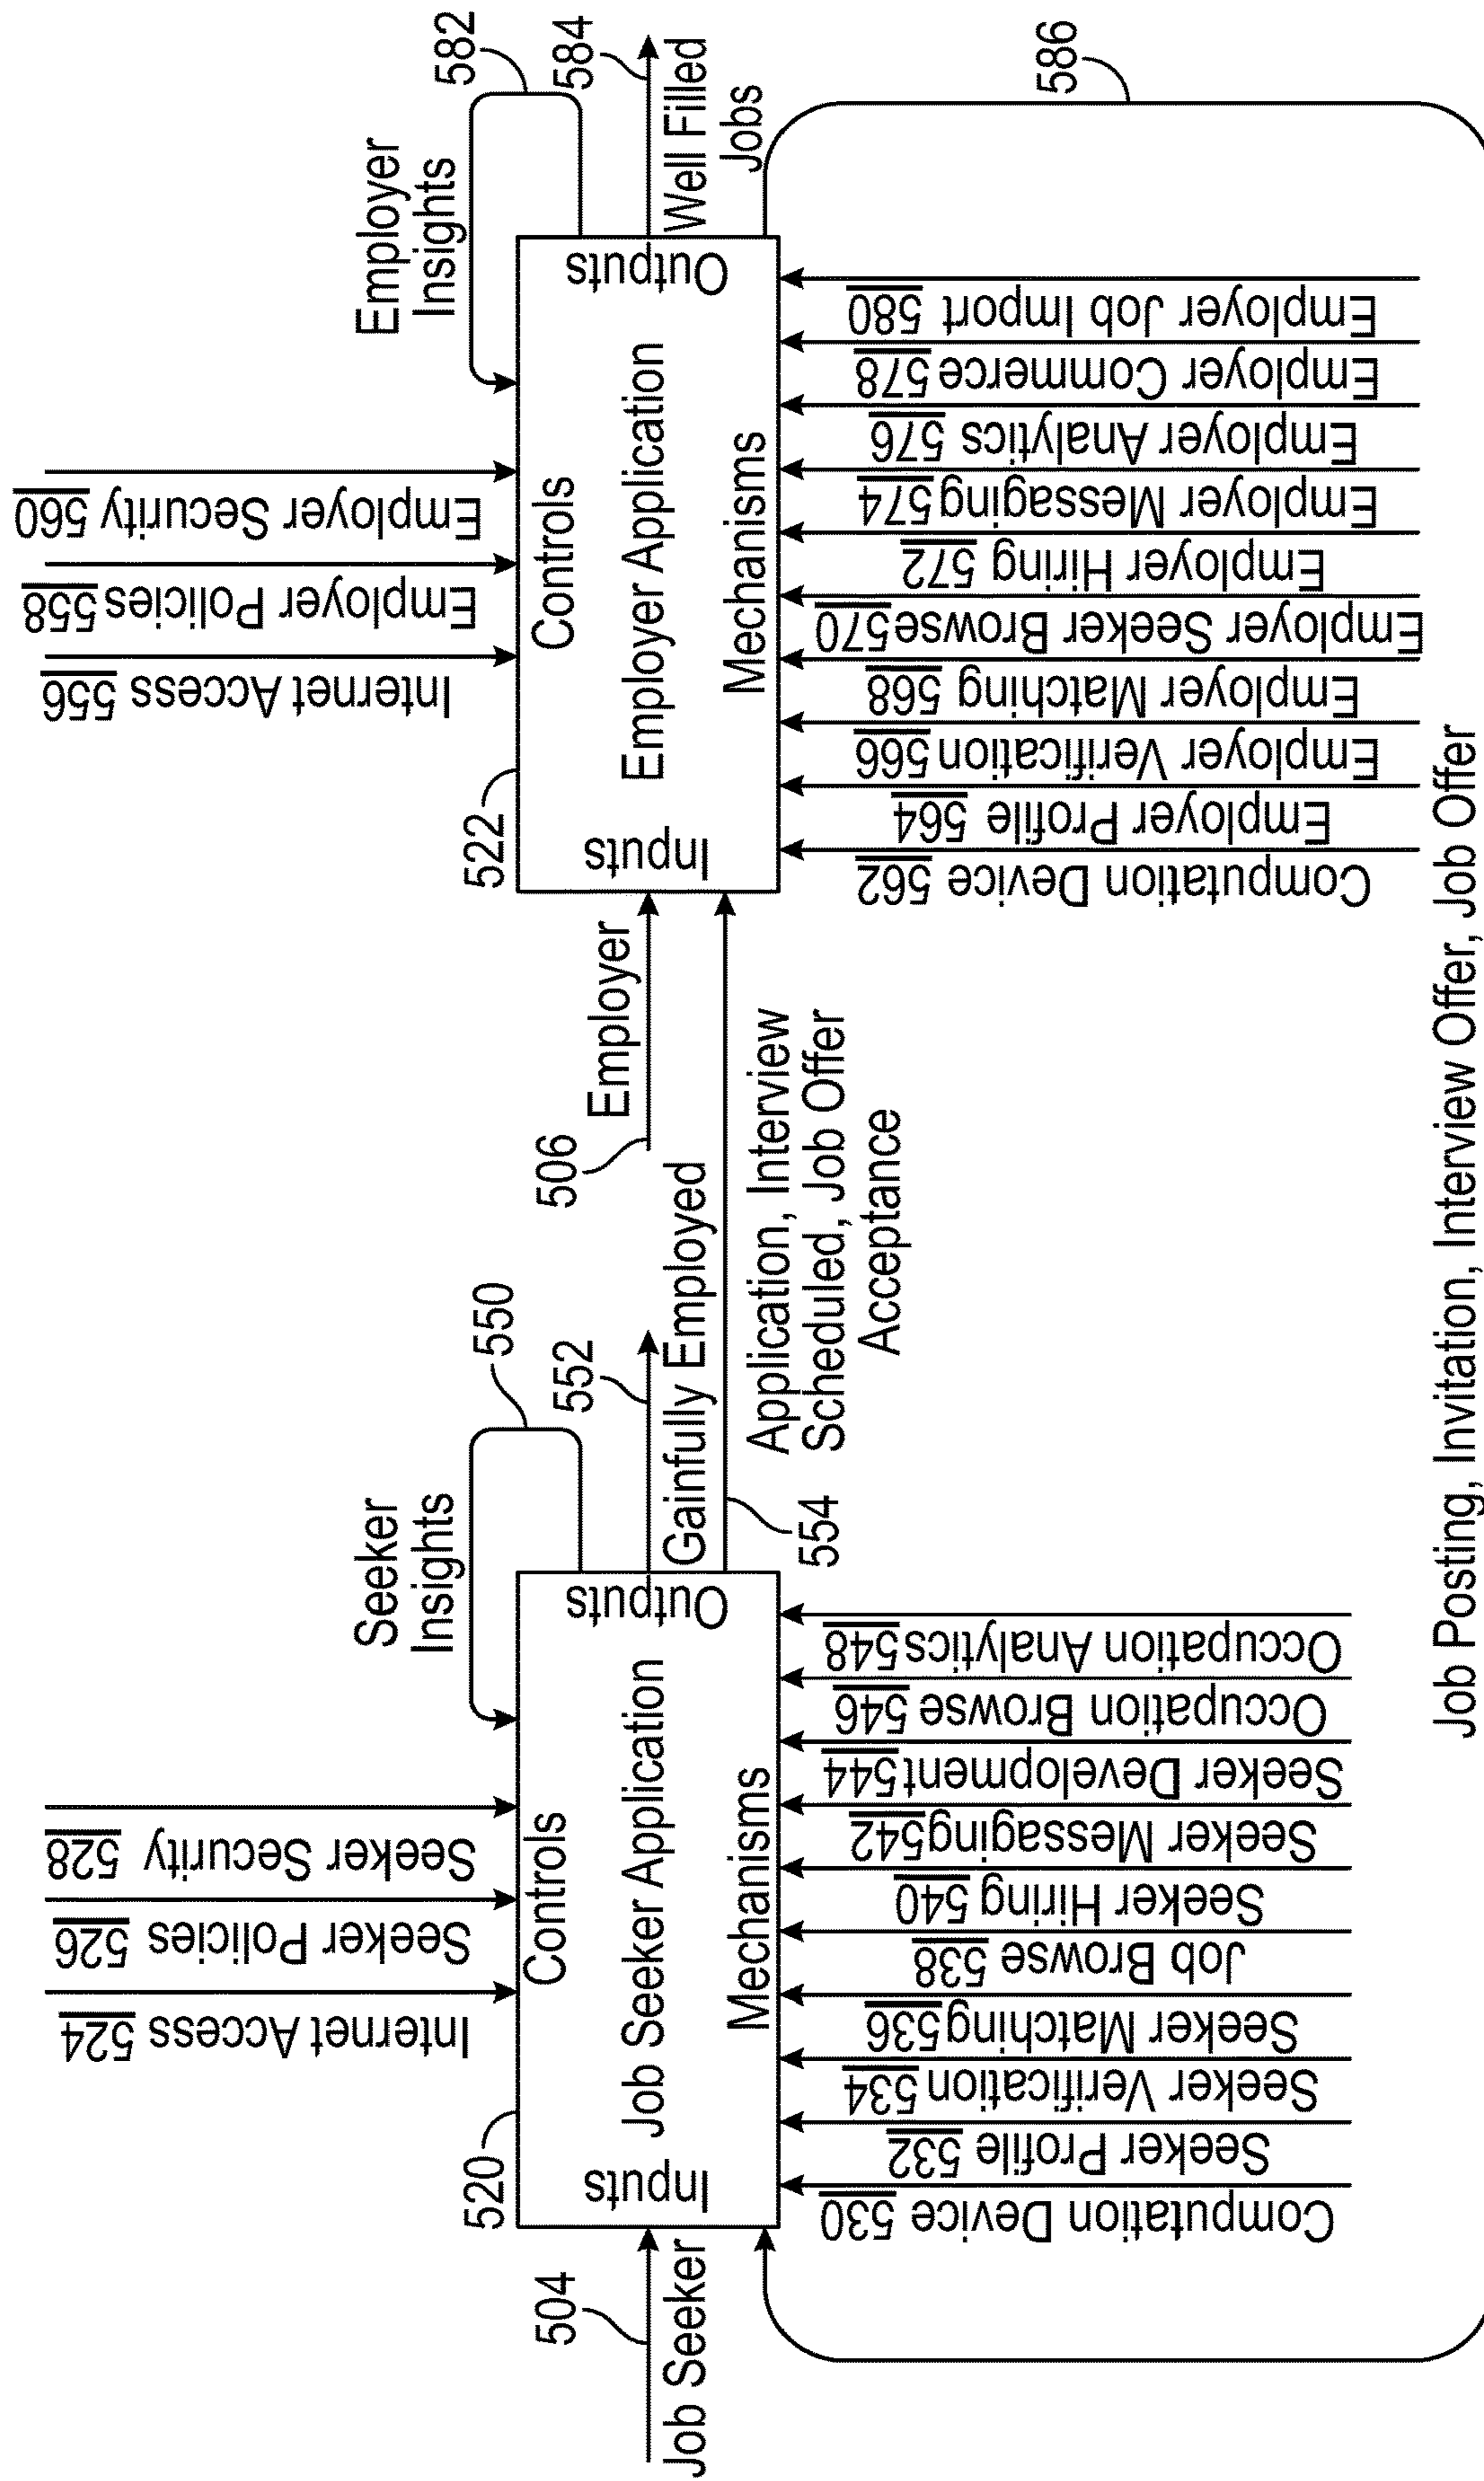 Internet Access 524
Seeker Policies 526
Seeker Security 528
Seeker
Insights
550
520
Controls
Inputs
Job Seeker Application
Outputs
Mechanisms
504
Job Seeker
552
Gainfully Employed
554
Application, Interview
Scheduled, Job Offer
Acceptance
Computation Device 530
Seeker Profile 532
Seeker Verification 534
Seeker Matching 536
Job Browse 538
Seeker Hiring 540
Seeker Messaging 542
Seeker Development 544
Occupation Browse 546
Occupation Analytics 548
Internet Access 556
Employer Policies 558
Employer Security 560
Employer
Insights
582
522
Controls
Inputs
Employer Application
Outputs
Mechanisms
506
Employer
584
Well Filled
Jobs
Computation Device 562
Employer Profile 564
Employer Verification 566
Employer Matching 568
Employer Seeker Browse 570
Employer Hiring 572
Employer Messaging 574
Employer Analytics 576
Employer Commerce 578
Employer Job Import 580
586
Job Posting, Invitation, Interview Offer, Job Offer